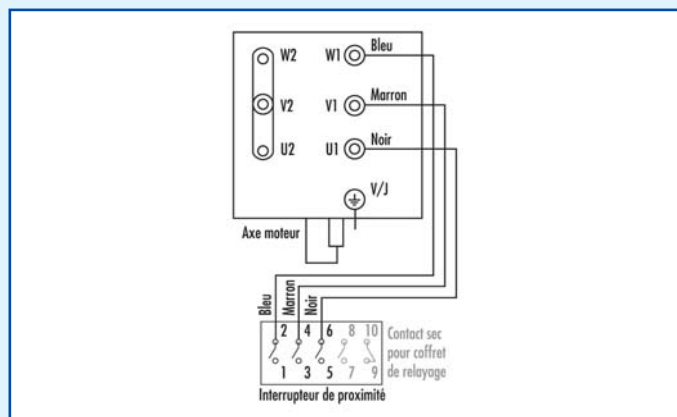 W2 W1 Bleu
V2 V1 Marron
U2 U1 Noir
V/J
Axe moteur
Bleu
Marron
Noir
2 4 6 8 10
1 3 5 7 9
Contact sec
pour coffret
de relayage
Interrupteur de proximité